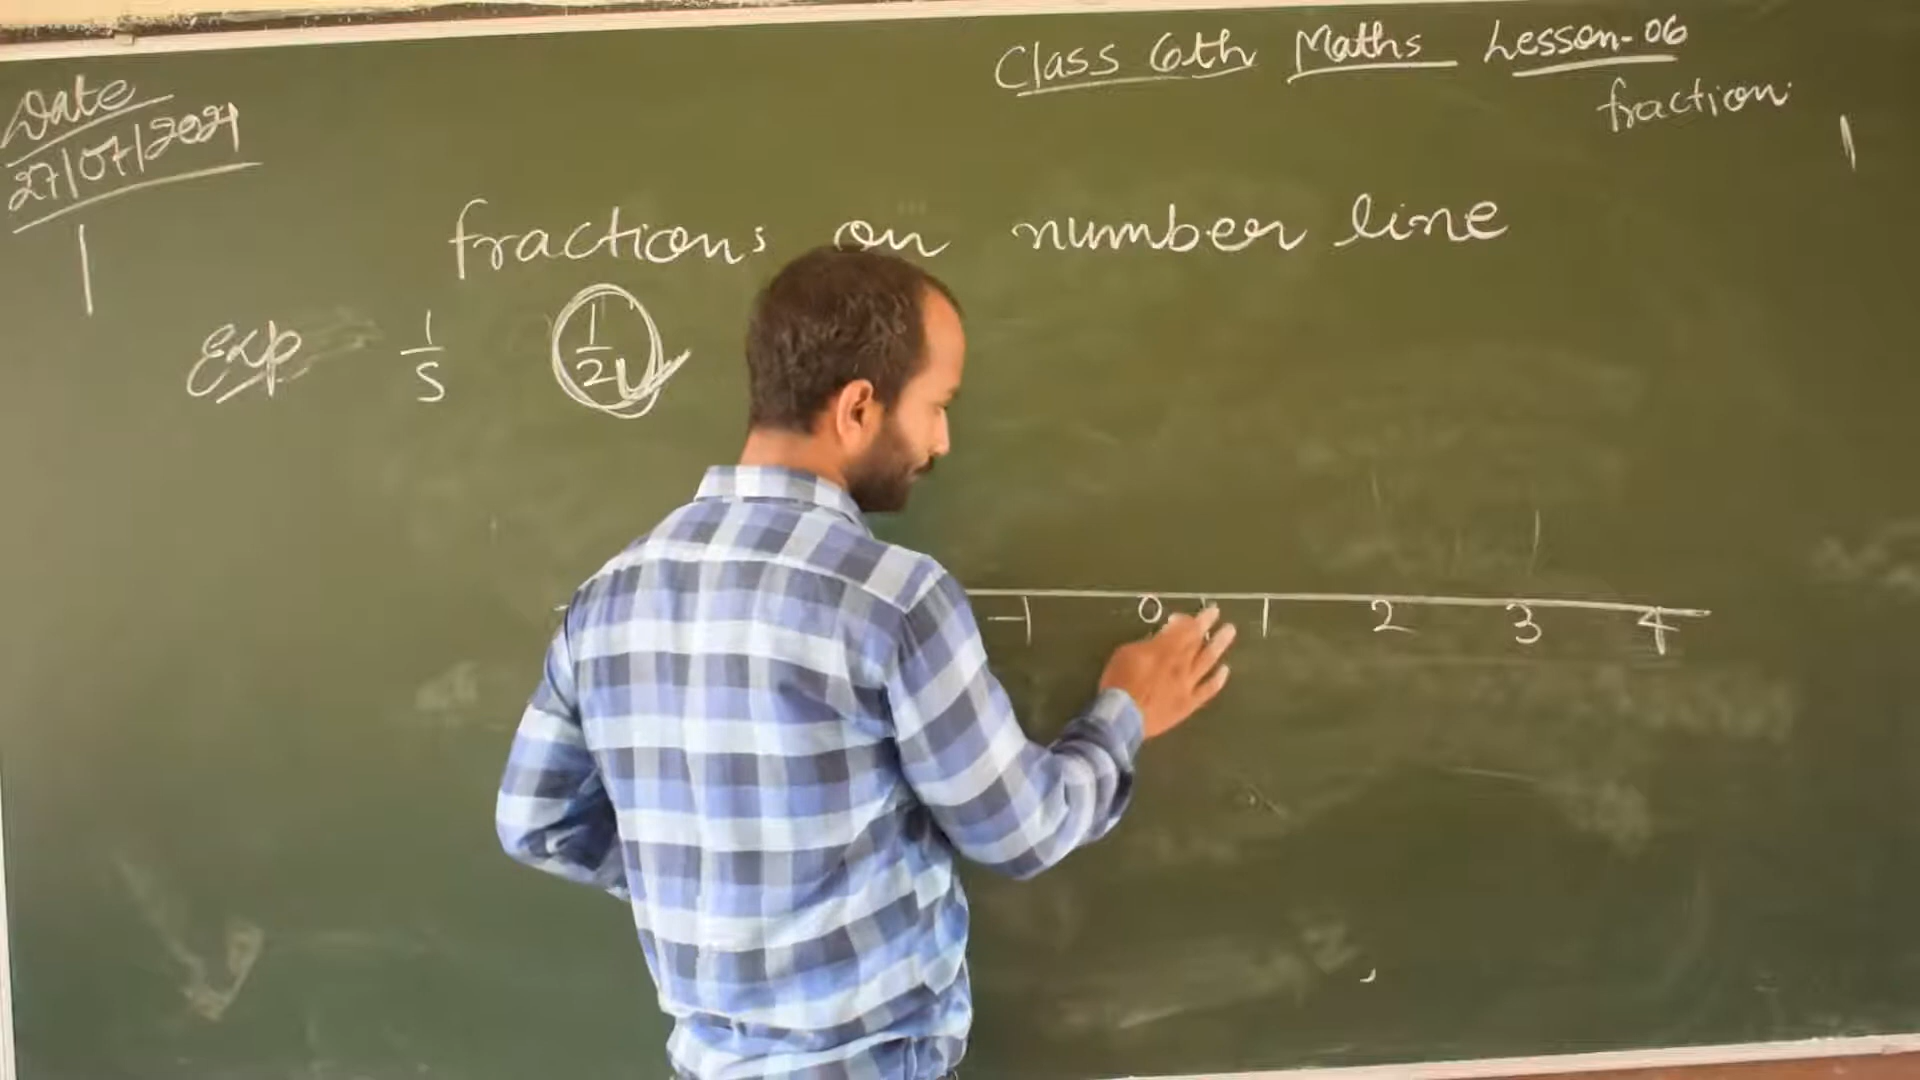 Class 6th Maths Lesson-06
fraction
Date
27/07/2021
fractions on number line
Exp 1/5 1/2
-1 0 1 2 3 4